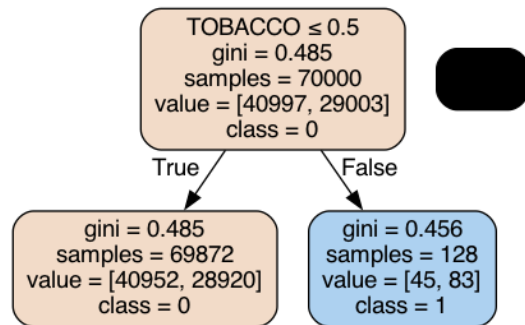 TOBACCO ≤ 0.5
gini = 0.485
samples = 70000
value = [40997, 29003]
class = 0
True
False
gini = 0.485
samples = 69872
value = [40952, 28920]
class = 0
gini = 0.456
samples = 128
value = [45, 83]
class = 1